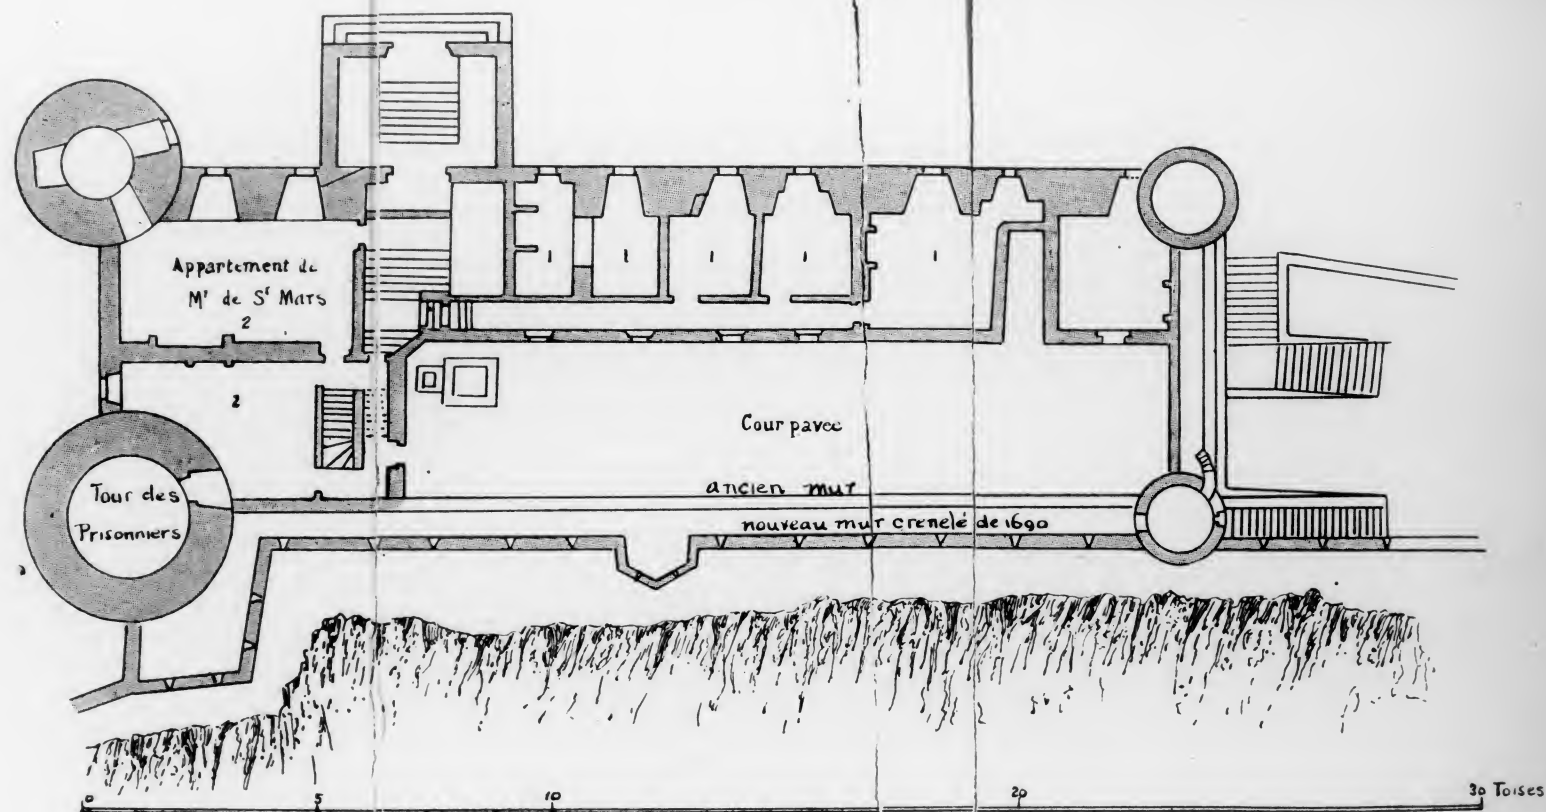 Appartement de
Mr de St Mars
2
1
1
1
1
1
2
Cour pavee
Tour des
Prisonniers
ancien mur
nouveau mur crenelé de 1690
0
5
10
20
30 Toises